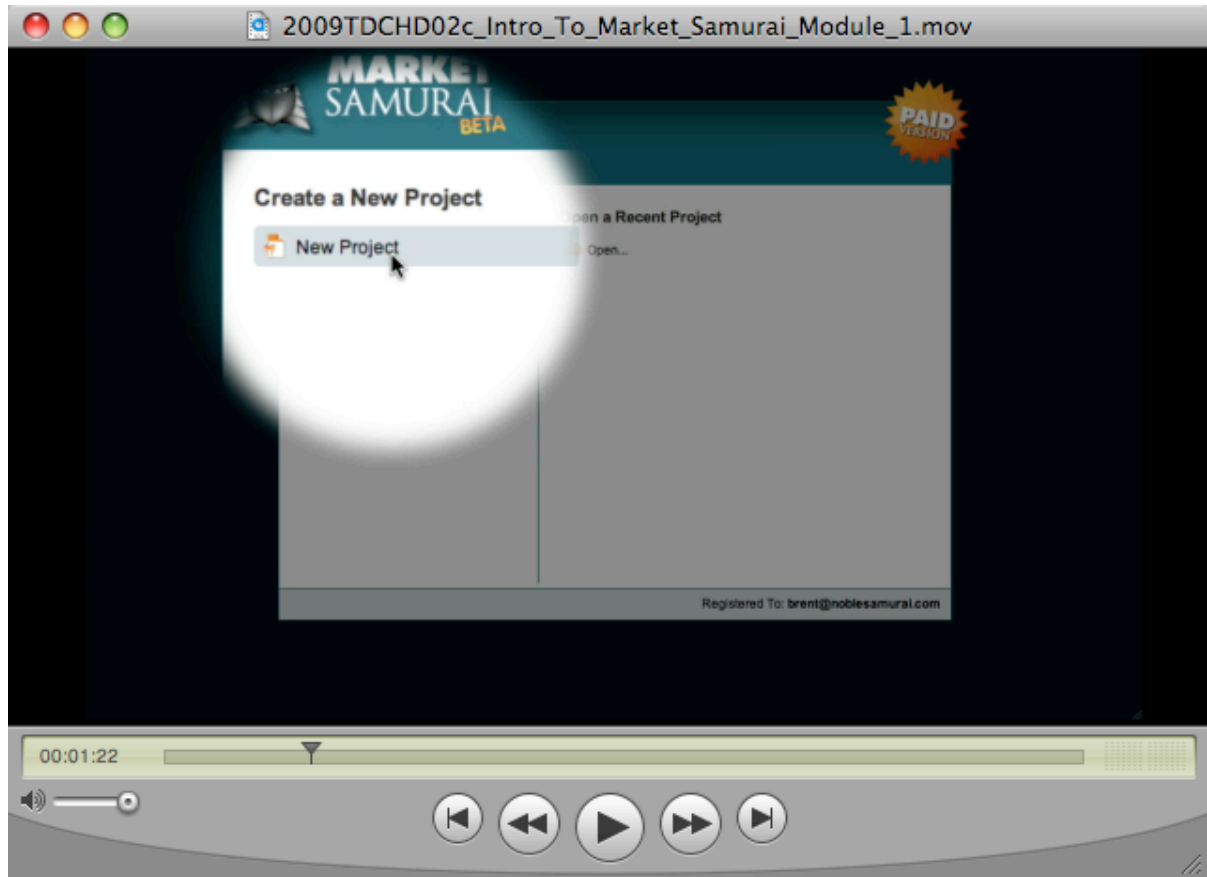 2009TDCHD02c_Intro_To_Market_Samurai_Module_1.mov
MARKET
SAMURAI
BETA
PAID
VERSION
Create a New Project
New Project
Open a Recent Project
Open...
Registered To: brent@noblesamurai.com
00:01:22